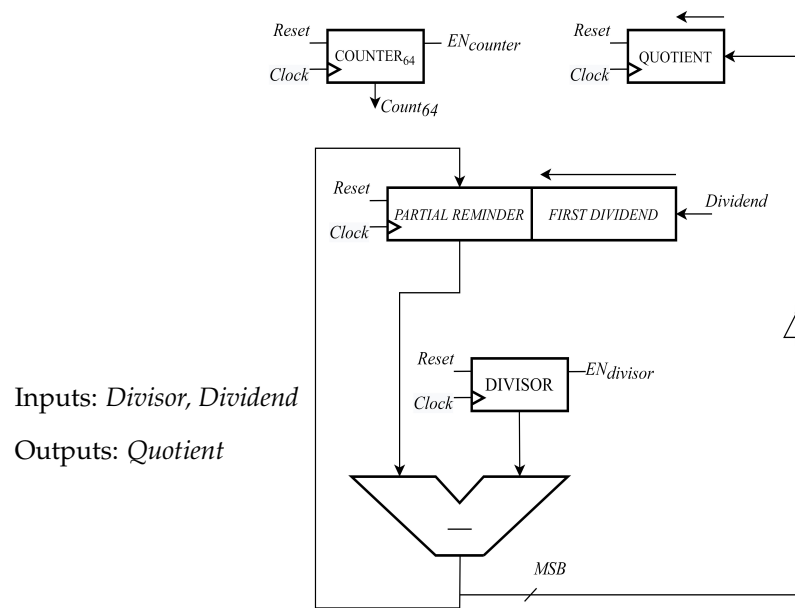 Reset
COUNTER64
ENcounter
Clock
Count64
Reset
QUOTIENT
Clock
Reset
PARTIAL REMINDER
FIRST DIVIDEND
Dividend
Clock
Reset
DIVISOR
ENdivisor
Clock
Inputs: Divisor, Dividend
Outputs: Quotient
—
MSB